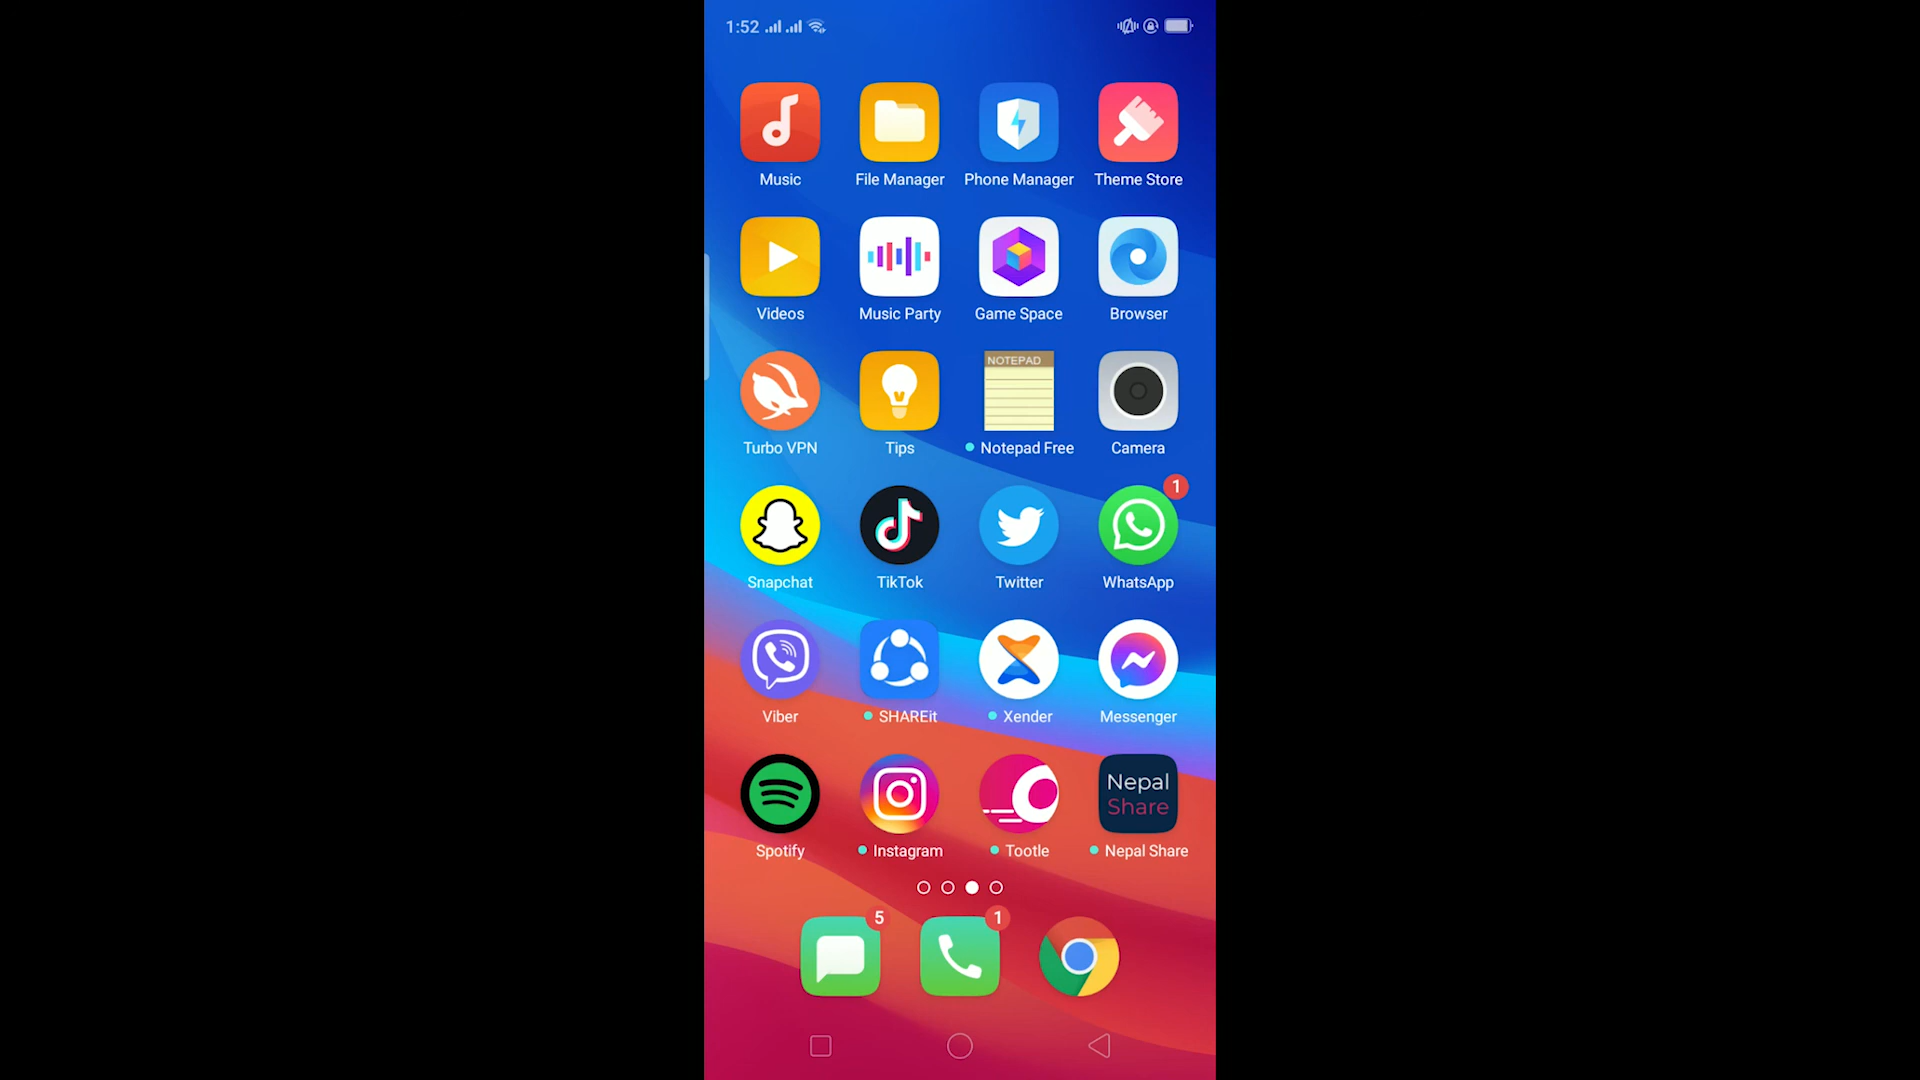 1:52
Music File Manager Phone Manager Theme Store
Videos Music Party Game Space Browser
NOTEPAD
Turbo VPN Tips Notepad Free Camera
1
Snapchat TikTok Twitter WhatsApp
Viber SHAREit Xender Messenger
Nepal
Share
Spotify Instagram Tootle Nepal Share
5 1